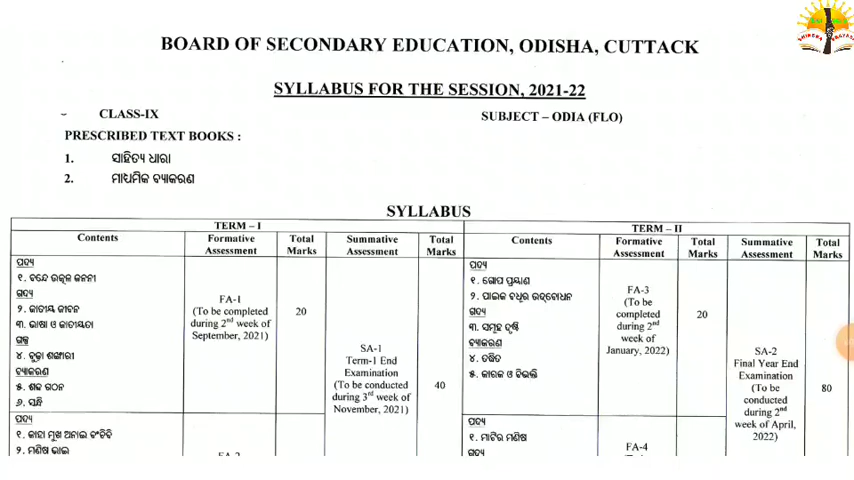 BOARD OF SECONDARY EDUCATION, ODISHA, CUTTACK
SYLLABUS FOR THE SESSION, 2021-22
CLASS-IX
SUBJECT – ODIA (FLO)
PRESCRIBED TEXT BOOKS :
1. ସାହିତ୍ୟ ଧାରା
2. ମାଧ୍ୟମିକ ବ୍ୟାକରଣ
SYLLABUS
TERM – I
Contents
Formative
Assessment
Total
Marks
Summative
Assessment
Total
Marks
ପଦ୍ୟ
୧. ବନ୍ଦେ ଉତ୍କଳ ଜନନୀ
ଗଦ୍ୟ
୨. ଜାତୀୟ ଜୀବନ
୩. ଭାଷା ଓ ଜାତୀୟତା
ଗଳ୍ପ
୪. ବୁଢ଼ା ଶଙ୍ଖାରୀ
ବ୍ୟାକରଣ
୫. ଶବ୍ଦ ଗଠନ
୬. ସନ୍ଧି
FA-1
(To be completed
during 2nd week of
September, 2021)
20
SA-1
Term-1 End
Examination
(To be conducted
during 3rd week of
November, 2021)
40
ପଦ୍ୟ
୧. କାହା ମୁଖ ଅନାଇ ବଂଚିବି
୨. ମଣିଷ ଭାଇ
TERM – II
Contents
Formative
Assessment
Total
Marks
Summative
Assessment
Total
Marks
ପଦ୍ୟ
୧. ଗୋପ ପ୍ରୟାଣ
୨. ପାଇକ ବଧୂର ଉଦ୍‌ବୋଧନ
ଗଦ୍ୟ
୩. ସମୂହ ଦୃଷ୍ଟି
ବ୍ୟାକରଣ
୪. ତଦ୍ଧିତ
୫. କାରକ ଓ ବିଭକ୍ତି
FA-3
(To be
completed
during 2nd
week of
January, 2022)
20
SA-2
Final Year End
Examination
(To be
conducted
during 2nd
week of April,
2022)
80
ପଦ୍ୟ
୧. ମାଟିର ମଣିଷ
ଗଦ୍ୟ
FA-4